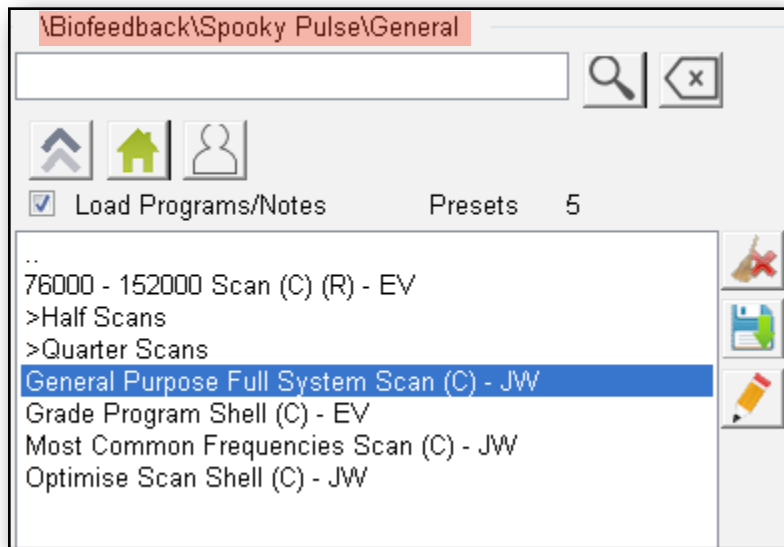 \Biofeedback\Spooky Pulse\General
Load Programs/Notes Presets 5
..
76000 - 152000 Scan (C) (R) - EV
>Half Scans
>Quarter Scans
General Purpose Full System Scan (C) - JW
Grade Program Shell (C) - EV
Most Common Frequencies Scan (C) - JW
Optimise Scan Shell (C) - JW